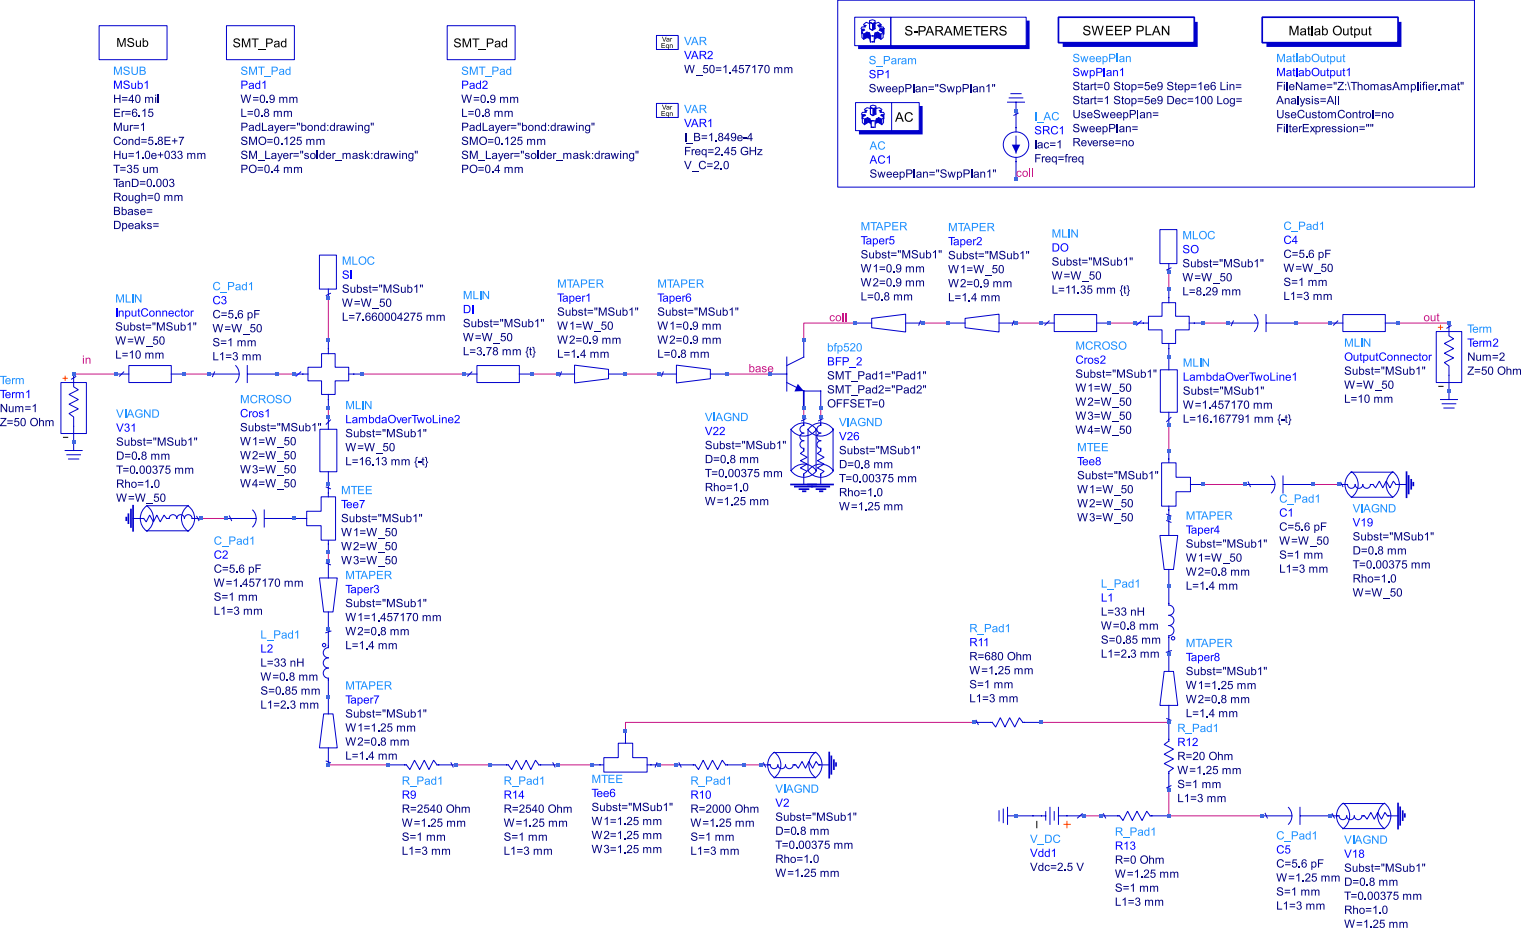 MSub
MSUB
MSub1
H=40 mil
Er=6.15
Mur=1
Cond=5.8E+7
Hu=1.0e+033 mm
T=35 um
TanD=0.003
Rough=0 mm
Bbase=
Dpeaks=
SMT_Pad
SMT_Pad
Pad1
W=0.9 mm
L=0.8 mm
PadLayer="bond:drawing"
SMO=0.125 mm
SM_Layer="solder_mask:drawing"
PO=0.4 mm
SMT_Pad
SMT_Pad
Pad2
W=0.9 mm
L=0.8 mm
PadLayer="bond:drawing"
SMO=0.125 mm
SM_Layer="solder_mask:drawing"
PO=0.4 mm
Var
Eqn
VAR
VAR2
W_50=1.457170 mm
Var
Eqn
VAR
VAR1
I_B=1.849e-4
Freq=2.45 GHz
V_C=2.0
S-PARAMETERS
S_Param
SP1
SweepPlan="SwpPlan1"
AC
AC
AC1
SweepPlan="SwpPlan1"
I_AC
SRC1
Iac=1
Freq=freq
coll
SWEEP PLAN
SweepPlan
SwpPlan1
Start=0 Stop=5e9 Step=1e6 Lin=
Start=1 Stop=5e9 Dec=100 Log=
UseSweepPlan=
SweepPlan=
Reverse=no
Matlab Output
MatlabOutput
MatlabOutput1
FileName="Z:\ThomasAmplifier.mat"
Analysis=All
UseCustomControl=no
FilterExpression=""
in
Term
Term1
Num=1
Z=50 Ohm
MLIN
InputConnector
Subst="MSub1"
W=W_50
L=10 mm
C_Pad1
C3
C=5.6 pF
W=W_50
S=1 mm
L1=3 mm
MLOC
SI
Subst="MSub1"
W=W_50
L=7.660004275 mm
MCROSO
Cros1
Subst="MSub1"
W1=W_50
W2=W_50
W3=W_50
W4=W_50
MLIN
DI
Subst="MSub1"
W=W_50
L=3.78 mm {t}
MTAPER
Taper1
Subst="MSub1"
W1=W_50
W2=0.9 mm
L=1.4 mm
MTAPER
Taper6
Subst="MSub1"
W1=0.9 mm
W2=0.9 mm
L=0.8 mm
base
coll
bfp520
BFP_2
SMT_Pad1="Pad1"
SMT_Pad2="Pad2"
OFFSET=0
VIAGND
V22
Subst="MSub1"
D=0.8 mm
T=0.00375 mm
Rho=1.0
W=1.25 mm
VIAGND
V26
Subst="MSub1"
D=0.8 mm
T=0.00375 mm
Rho=1.0
W=1.25 mm
MTAPER
Taper5
Subst="MSub1"
W1=0.9 mm
W2=0.9 mm
L=0.8 mm
MTAPER
Taper2
Subst="MSub1"
W1=W_50
W2=0.9 mm
L=1.4 mm
MLIN
DO
Subst="MSub1"
W=W_50
L=11.35 mm {t}
MLOC
SO
Subst="MSub1"
W=W_50
L=8.29 mm
C_Pad1
C4
C=5.6 pF
W=W_50
S=1 mm
L1=3 mm
MCROSO
Cros2
Subst="MSub1"
W1=W_50
W2=W_50
W3=W_50
W4=W_50
MLIN
OutputConnector
Subst="MSub1"
W=W_50
L=10 mm
out
Term
Term2
Num=2
Z=50 Ohm
VIAGND
V31
Subst="MSub1"
D=0.8 mm
T=0.00375 mm
Rho=1.0
W=W_50
MLIN
LambdaOverTwoLine2
Subst="MSub1"
W=W_50
L=16.13 mm {-t}
MTEE
Tee7
Subst="MSub1"
W1=W_50
W2=W_50
W3=W_50
C_Pad1
C2
C=5.6 pF
W=1.457170 mm
S=1 mm
L1=3 mm
MTAPER
Taper3
Subst="MSub1"
W1=1.457170 mm
W2=0.8 mm
L=1.4 mm
L_Pad1
L2
L=33 nH
W=0.8 mm
S=0.85 mm
L1=2.3 mm
MTAPER
Taper7
Subst="MSub1"
W1=1.25 mm
W2=0.8 mm
L=1.4 mm
MLIN
LambdaOverTwoLine1
Subst="MSub1"
W=1.457170 mm
L=16.167791 mm {-t}
MTEE
Tee8
Subst="MSub1"
W1=W_50
W2=W_50
W3=W_50
C_Pad1
C1
C=5.6 pF
W=W_50
S=1 mm
L1=3 mm
VIAGND
V19
Subst="MSub1"
D=0.8 mm
T=0.00375 mm
Rho=1.0
W=W_50
MTAPER
Taper4
Subst="MSub1"
W1=W_50
W2=0.8 mm
L=1.4 mm
L_Pad1
L1
L=33 nH
W=0.8 mm
S=0.85 mm
L1=2.3 mm
MTAPER
Taper8
Subst="MSub1"
W1=1.25 mm
W2=0.8 mm
L=1.4 mm
R_Pad1
R11
R=680 Ohm
W=1.25 mm
S=1 mm
L1=3 mm
R_Pad1
R12
R=20 Ohm
W=1.25 mm
S=1 mm
L1=3 mm
R_Pad1
R9
R=2540 Ohm
W=1.25 mm
S=1 mm
L1=3 mm
R_Pad1
R14
R=2540 Ohm
W=1.25 mm
S=1 mm
L1=3 mm
MTEE
Tee6
Subst="MSub1"
W1=1.25 mm
W2=1.25 mm
W3=1.25 mm
R_Pad1
R10
R=2000 Ohm
W=1.25 mm
S=1 mm
L1=3 mm
VIAGND
V2
Subst="MSub1"
D=0.8 mm
T=0.00375 mm
Rho=1.0
W=1.25 mm
V_DC
Vdd1
Vdc=2.5 V
R_Pad1
R13
R=0 Ohm
W=1.25 mm
S=1 mm
L1=3 mm
C_Pad1
C5
C=5.6 pF
W=1.25 mm
S=1 mm
L1=3 mm
VIAGND
V18
Subst="MSub1"
D=0.8 mm
T=0.00375 mm
Rho=1.0
W=1.25 mm